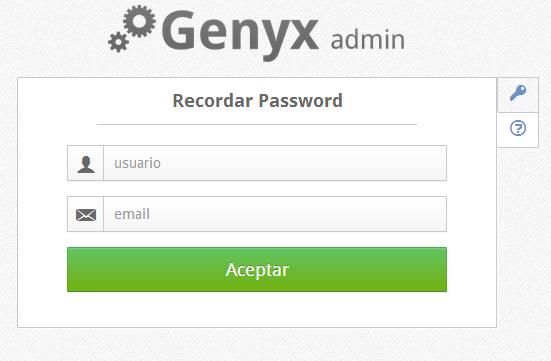 Genyx admin
Recordar Password
usuario
email
Aceptar